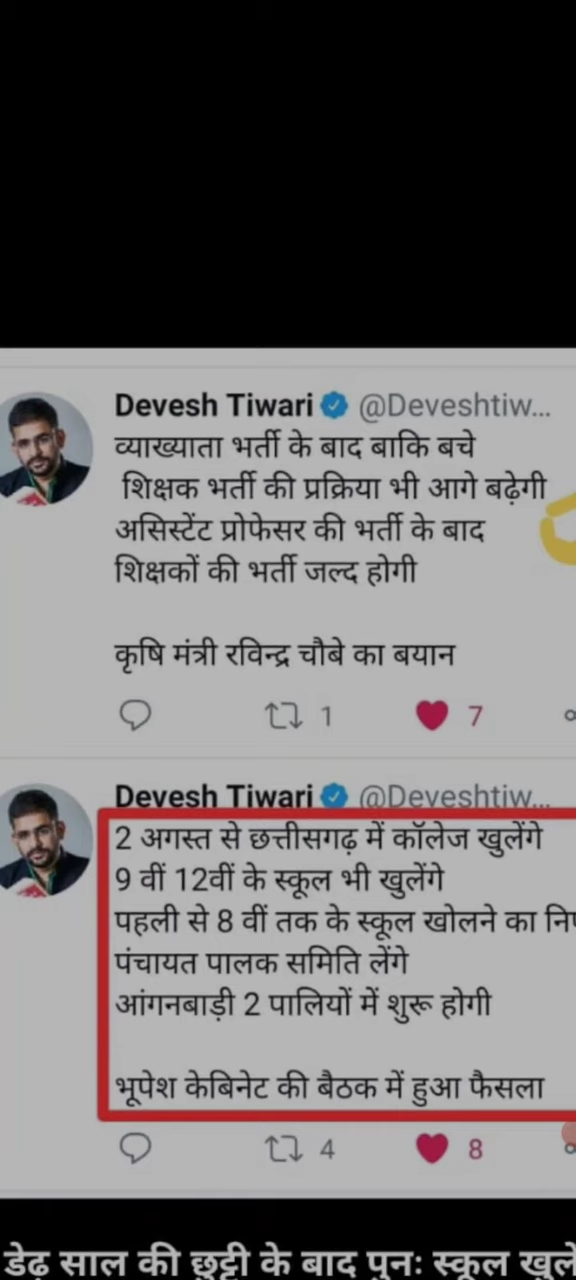 Devesh Tiwari @Deveshtiw...
व्याख्याता भर्ती के बाद बाकि बचे
शिक्षक भर्ती की प्रक्रिया भी आगे बढ़ेगी
असिस्टेंट प्रोफेसर की भर्ती के बाद
शिक्षकों की भर्ती जल्द होगी
कृषि मंत्री रविन्द्र चौबे का बयान
1 7
Devesh Tiwari @Deveshtiw...
2 अगस्त से छत्तीसगढ़ में कॉलेज खुलेंगे
9 वीं 12वीं के स्कूल भी खुलेंगे
पहली से 8 वीं तक के स्कूल खोलने का
पंचायत पालक समिति लेंगे
आंगनबाड़ी 2 पालियों में शुरू होगी
भूपेश केबिनेट की बैठक में हुआ फैसला
4 8
डेढ़ साल की छुट्टी के बाद पुनः स्कूल